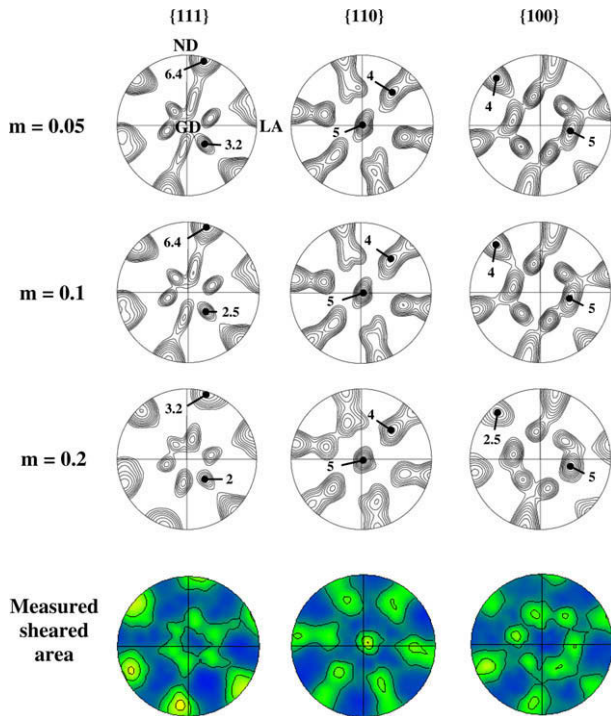 {111} {110} {100}
ND
6.4 4 4
m = 0.05 GD LA 5 5
3.2
6.4 4 4
m = 0.1 5 5
2.5
3.2 4 2.5
m = 0.2 5 5
2
Measured
sheared
area